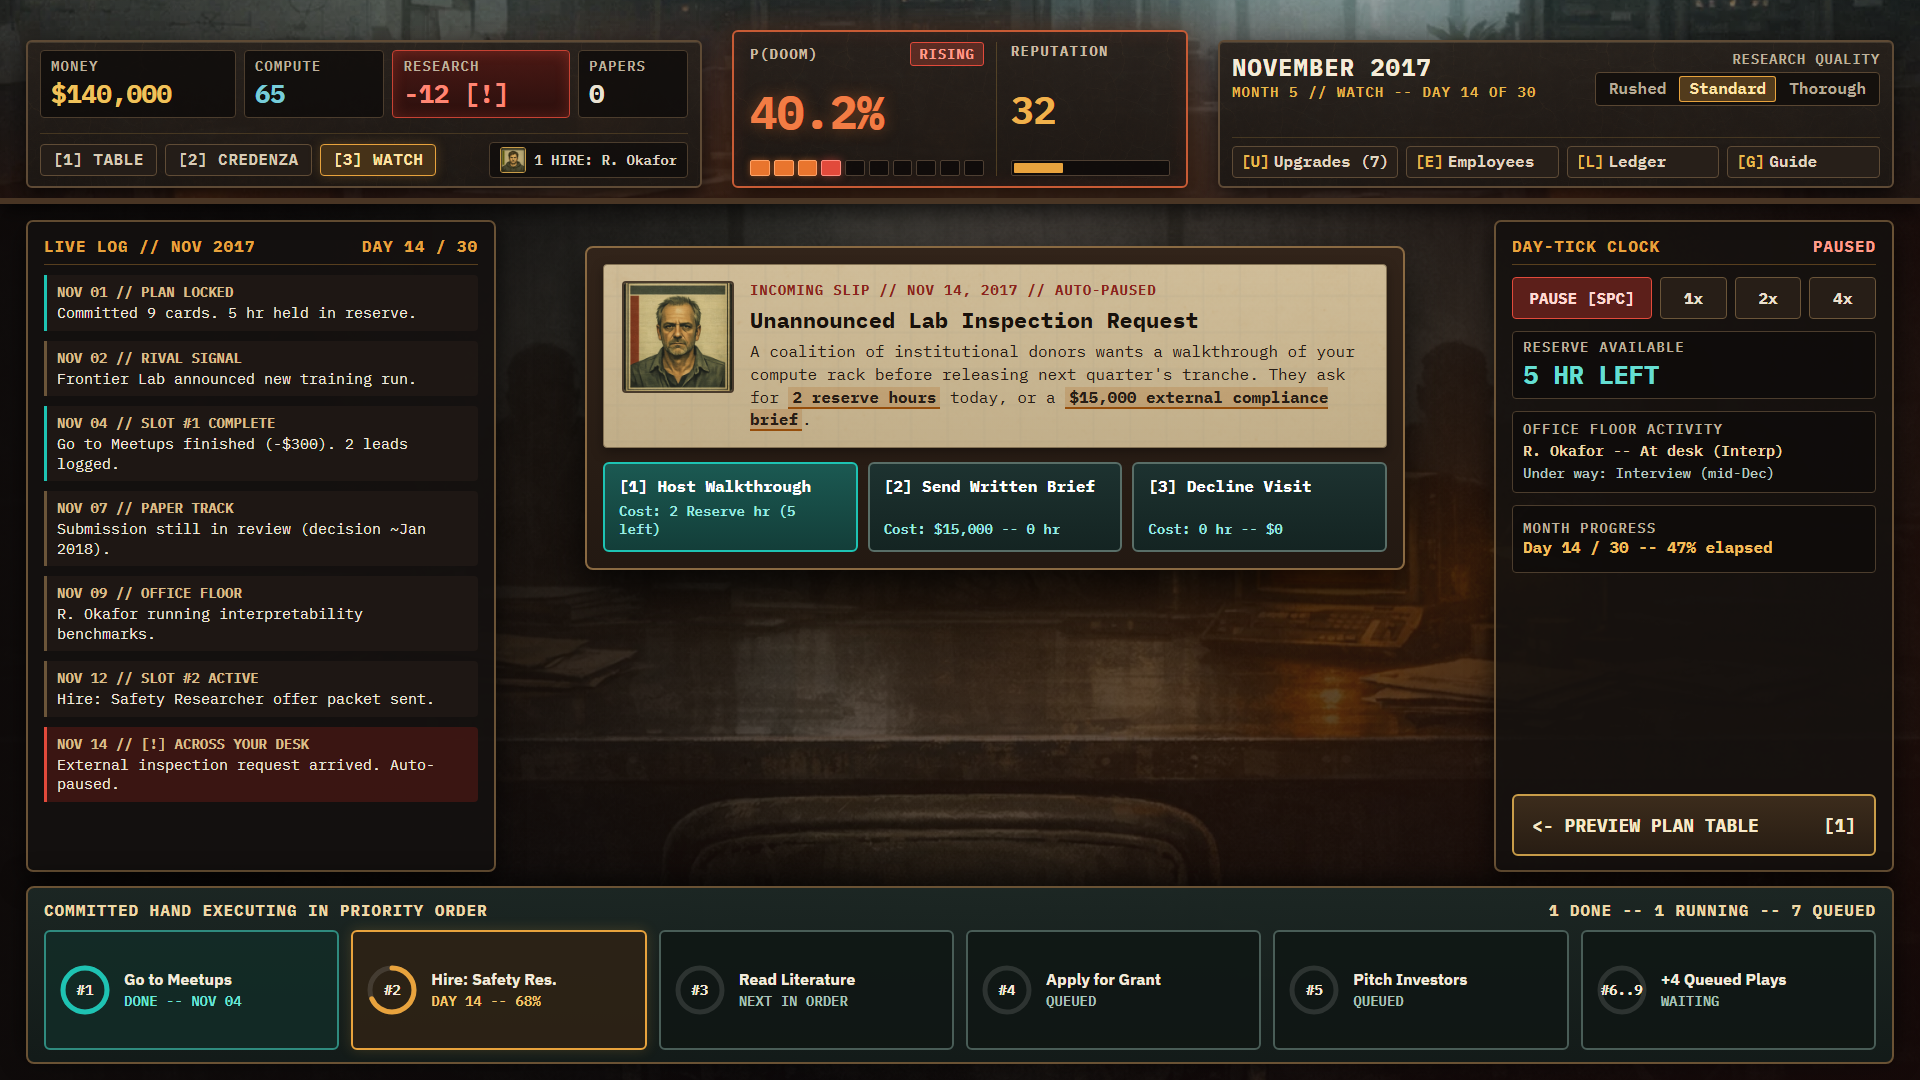 MONEY
$140,000
COMPUTE
65
RESEARCH
-12 [!]
PAPERS
0
[1] TABLE
[2] CREDENZA
[3] WATCH
1 HIRE: R. Okafor
P(DOOM)
RISING
40.2%
REPUTATION
32
NOVEMBER 2017
MONTH 5 // WATCH -- DAY 14 OF 30
RESEARCH QUALITY
Rushed
Standard
Thorough
[U] Upgrades (7)
[E] Employees
[L] Ledger
[G] Guide
LIVE LOG // NOV 2017
DAY 14 / 30
NOV 01 // PLAN LOCKED
Committed 9 cards. 5 hr held in reserve.
NOV 02 // RIVAL SIGNAL
Frontier Lab announced new training run.
NOV 04 // SLOT #1 COMPLETE
Go to Meetups finished (-$300). 2 leads
logged.
NOV 07 // PAPER TRACK
Submission still in review (decision ~Jan
2018).
NOV 09 // OFFICE FLOOR
R. Okafor running interpretability
benchmarks.
NOV 12 // SLOT #2 ACTIVE
Hire: Safety Researcher offer packet sent.
NOV 14 // [!] ACROSS YOUR DESK
External inspection request arrived. Auto-
paused.
INCOMING SLIP // NOV 14, 2017 // AUTO-PAUSED
Unannounced Lab Inspection Request
A coalition of institutional donors wants a walkthrough of your
compute rack before releasing next quarter's tranche. They ask
for 2 reserve hours today, or a $15,000 external compliance
brief.
[1] Host Walkthrough
Cost: 2 Reserve hr (5
left)
[2] Send Written Brief
Cost: $15,000 -- 0 hr
[3] Decline Visit
Cost: 0 hr -- $0
DAY-TICK CLOCK
PAUSED
PAUSE [SPC]
1x
2x
4x
RESERVE AVAILABLE
5 HR LEFT
OFFICE FLOOR ACTIVITY
R. Okafor -- At desk (Interp)
Under way: Interview (mid-Dec)
MONTH PROGRESS
Day 14 / 30 -- 47% elapsed
<- PREVIEW PLAN TABLE
[1]
COMMITTED HAND EXECUTING IN PRIORITY ORDER
1 DONE -- 1 RUNNING -- 7 QUEUED
#1
Go to Meetups
DONE -- NOV 04
#2
Hire: Safety Res.
DAY 14 -- 68%
#3
Read Literature
NEXT IN ORDER
#4
Apply for Grant
QUEUED
#5
Pitch Investors
QUEUED
#6..9
+4 Queued Plays
WAITING